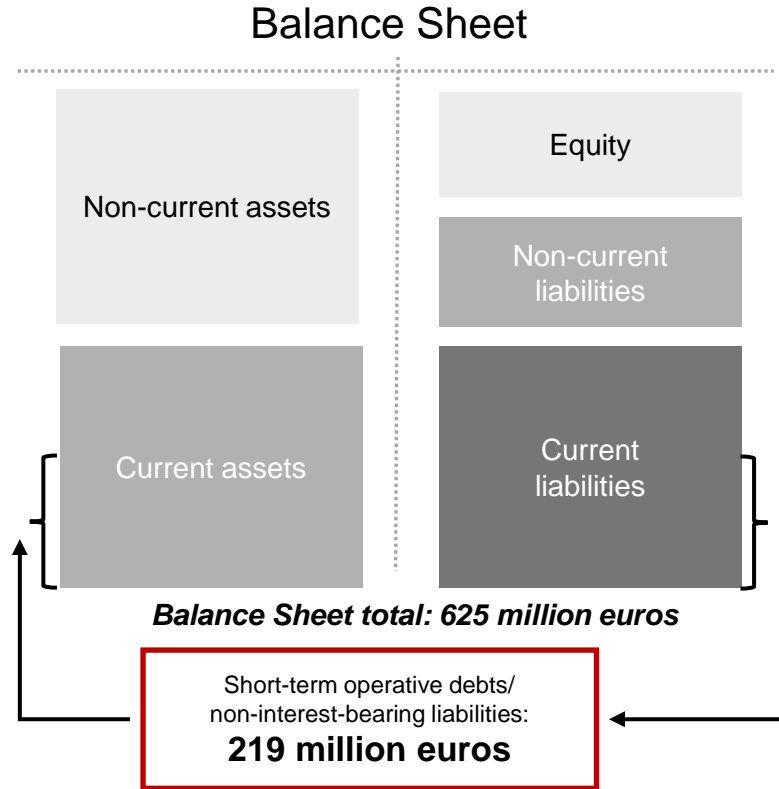 Balance Sheet
Non-current assets
Equity
Non-current
liabilities
Current assets
Current
liabilities
Balance Sheet total: 625 million euros
Short-term operative debts/
non-interest-bearing liabilities:
219 million euros